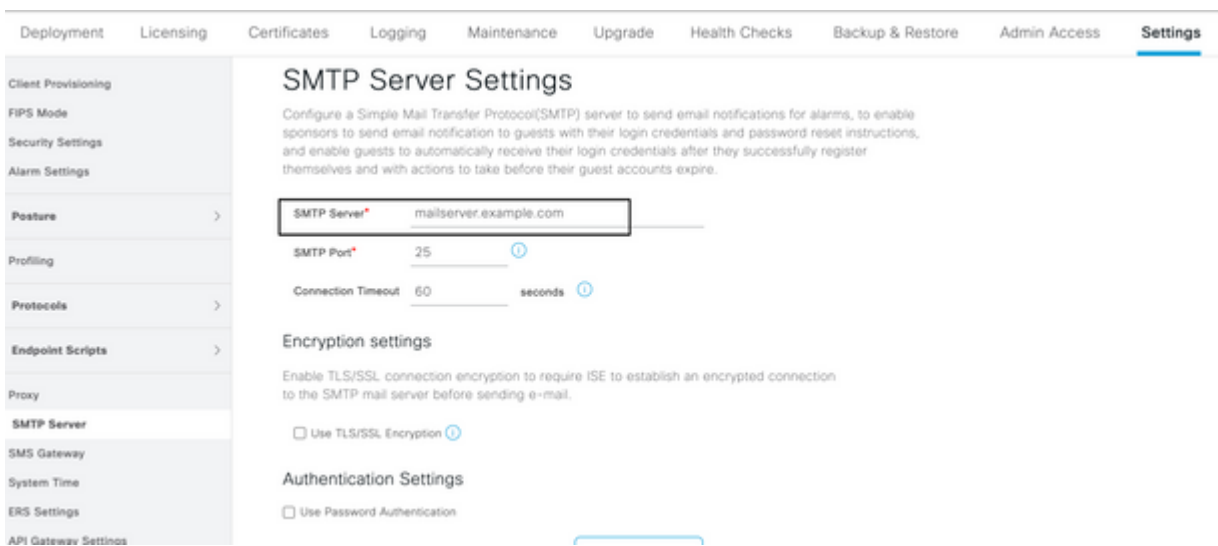 Deployment Licensing Certificates Logging Maintenance Upgrade Health Checks Backup & Restore Admin Access Settings
Client Provisioning
FIPS Mode
Security Settings
Alarm Settings
Posture
Profiling
Protocols
Endpoint Scripts
Proxy
SMTP Server
SMS Gateway
System Time
ERS Settings
API Gateway Settings
SMTP Server Settings
Configure a Simple Mail Transfer Protocol(SMTP) server to send email notifications for alarms, to enable
sponsors to send email notification to guests with their login credentials and password reset instructions,
and enable guests to automatically receive their login credentials after they successfully register
themselves and with actions to take before their guest accounts expire.
SMTP Server* mailserver.example.com
SMTP Port* 25
Connection Timeout 60 seconds
Encryption settings
Enable TLS/SSL connection encryption to require ISE to establish an encrypted connection
to the SMTP mail server before sending e-mail.
Use TLS/SSL Encryption
Authentication Settings
Use Password Authentication